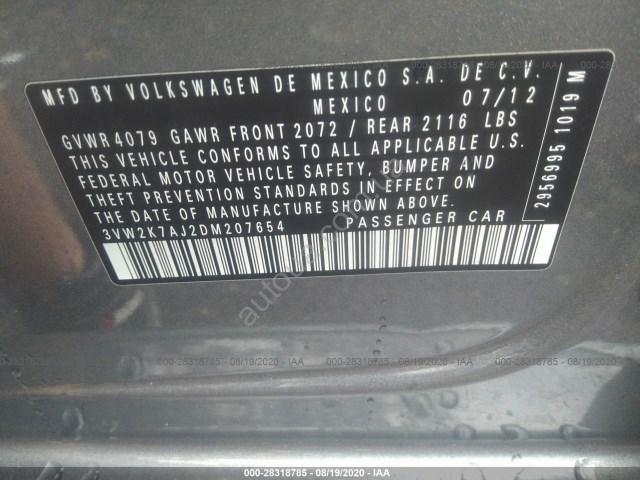 000-28318785 - 08/19/2020 - IAA
MFD BY VOLKSWAGEN DE MEXICO S.A. DE C.V.
MEXICO 07/12
GVWR 4079 GAWR FRONT 2072 / REAR 2116 LBS
THIS VEHICLE CONFORMS TO ALL APPLICABLE U.S.
FEDERAL MOTOR VEHICLE SAFETY, BUMPER AND
THEFT PREVENTION STANDARDS IN EFFECT ON
THE DATE OF MANUFACTURE SHOWN ABOVE.
3VW2K7AJ2DM207654 PASSENGER CAR
2956995 1019 M
000-28318785 - 08/19/2020 - IAA
000-28318785 - 08/19/2020 - IAA
000-28318785 - 08/19/2020 - IAA